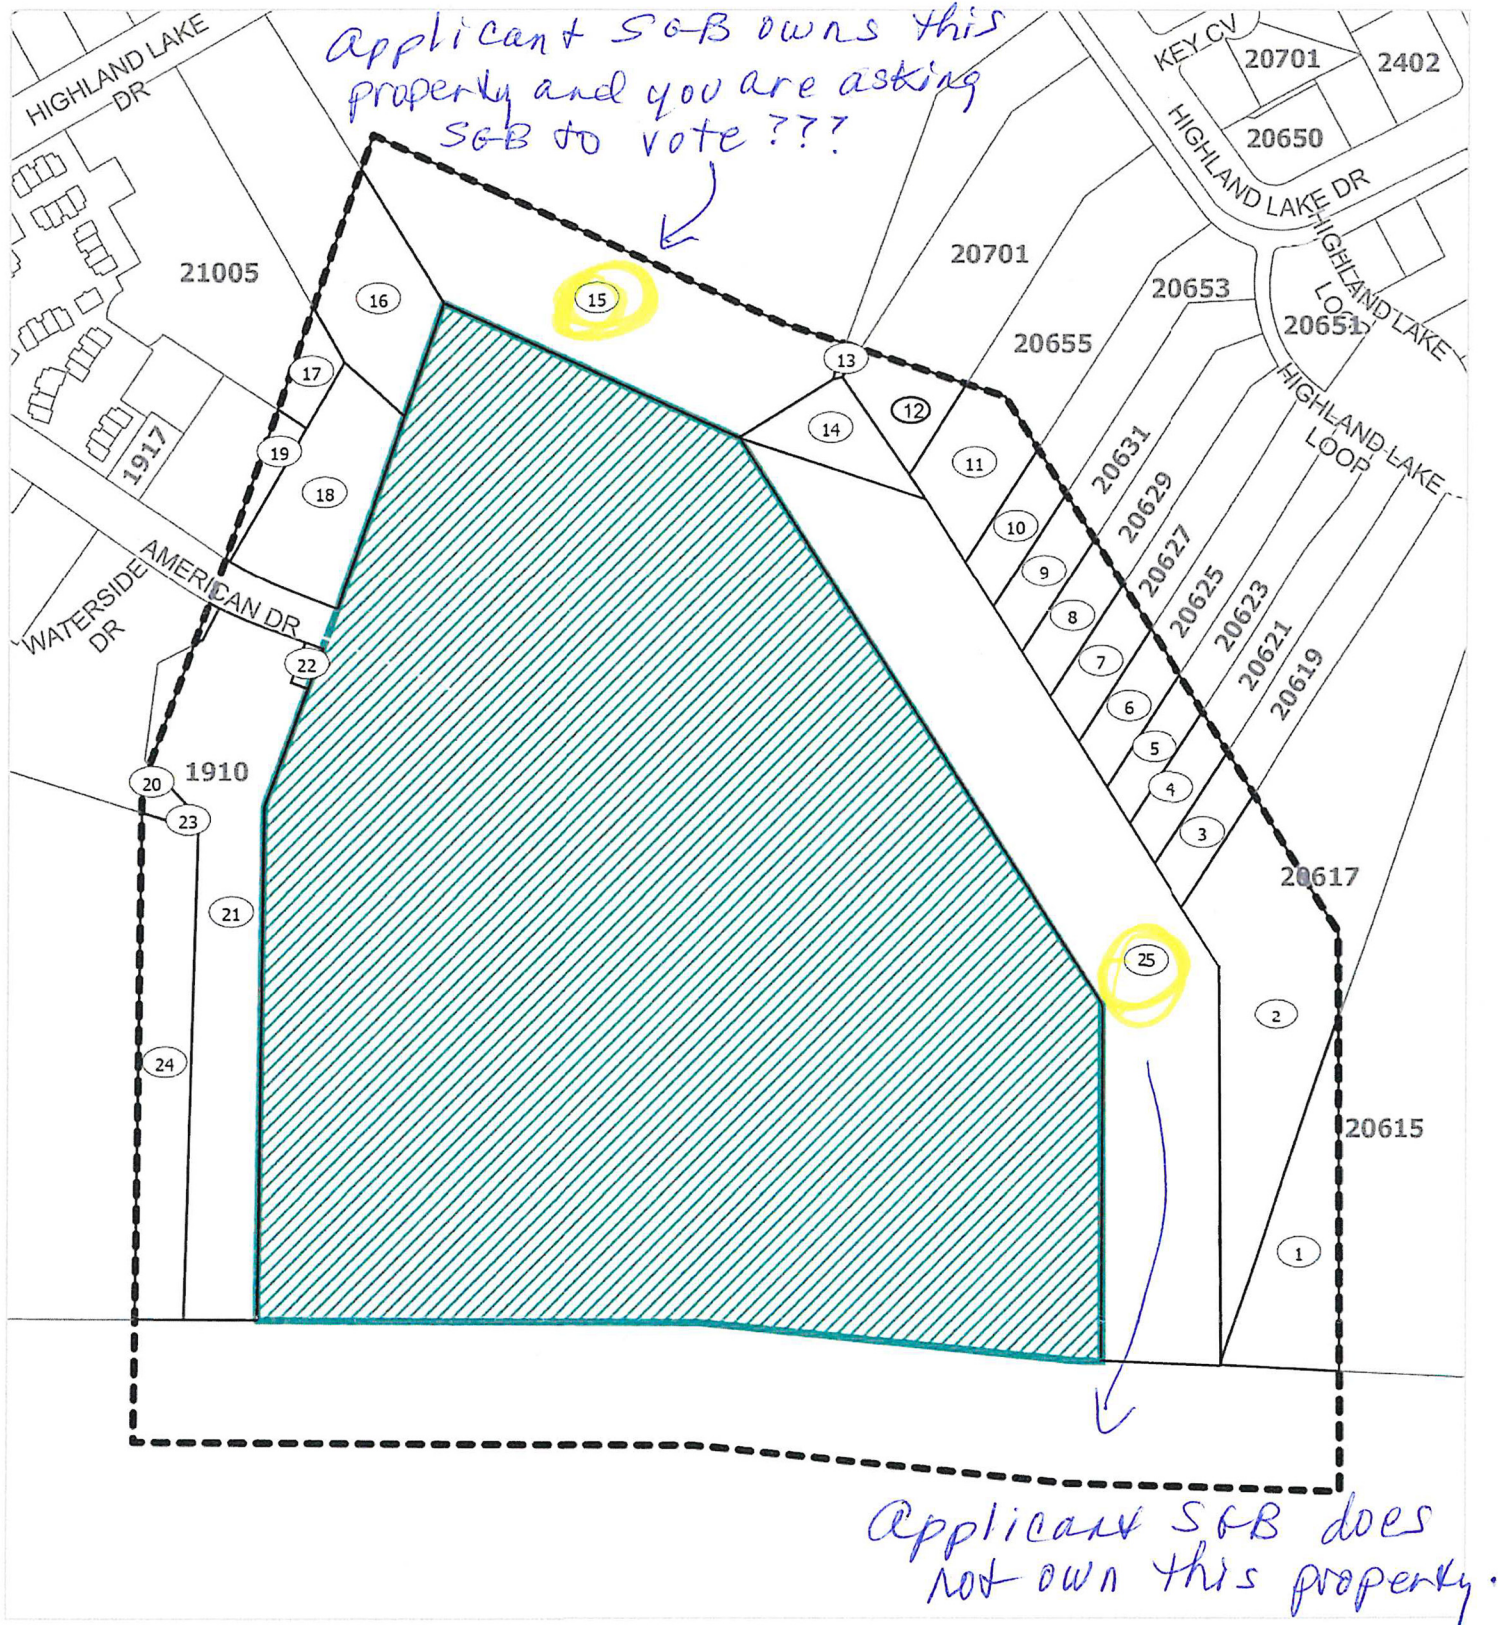 applicant SGB owns this
property and you are asking
SGB to vote ???
HIGHLAND LAKE
DR
KEY CV
20701
2402
20650
HIGHLAND LAKE DR
HIGHLAND LAKE
LOOP
21005
16
15
20701
20653
20651
20655
13
17
12
14
HIGHLAND LAKE
LOOP
1917
19
18
11
20631
10
20629
9
20627
8
20625
7
20623
6
20621
5
20619
4
3
AMERICAN DR
WATERSIDE
DR
22
20
1910
23
21
20617
25
2
24
20615
1
applicant SGB does
not own this property.